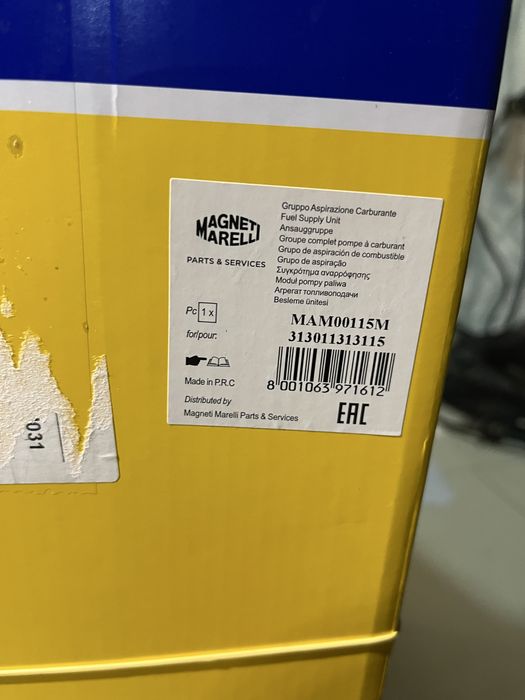 MAGNETI
MARELLI
PARTS & SERVICES
Gruppo Aspirazione Carburante
Fuel Supply Unit
Ansauggruppe
Groupe complet pompe à carburant
Grupo de aspiración de combustible
Grupo de aspiração
Συγκρότημα αναρρόφησης
Moduł pompy paliwa
Агрегат топливоподачи
Besleme ünitesi
Pc 1 x
for/pour:
MAM00115M
313011313115
8 001063 971612
Made in P.R.C
Distributed by
Magneti Marelli Parts & Services
EAC